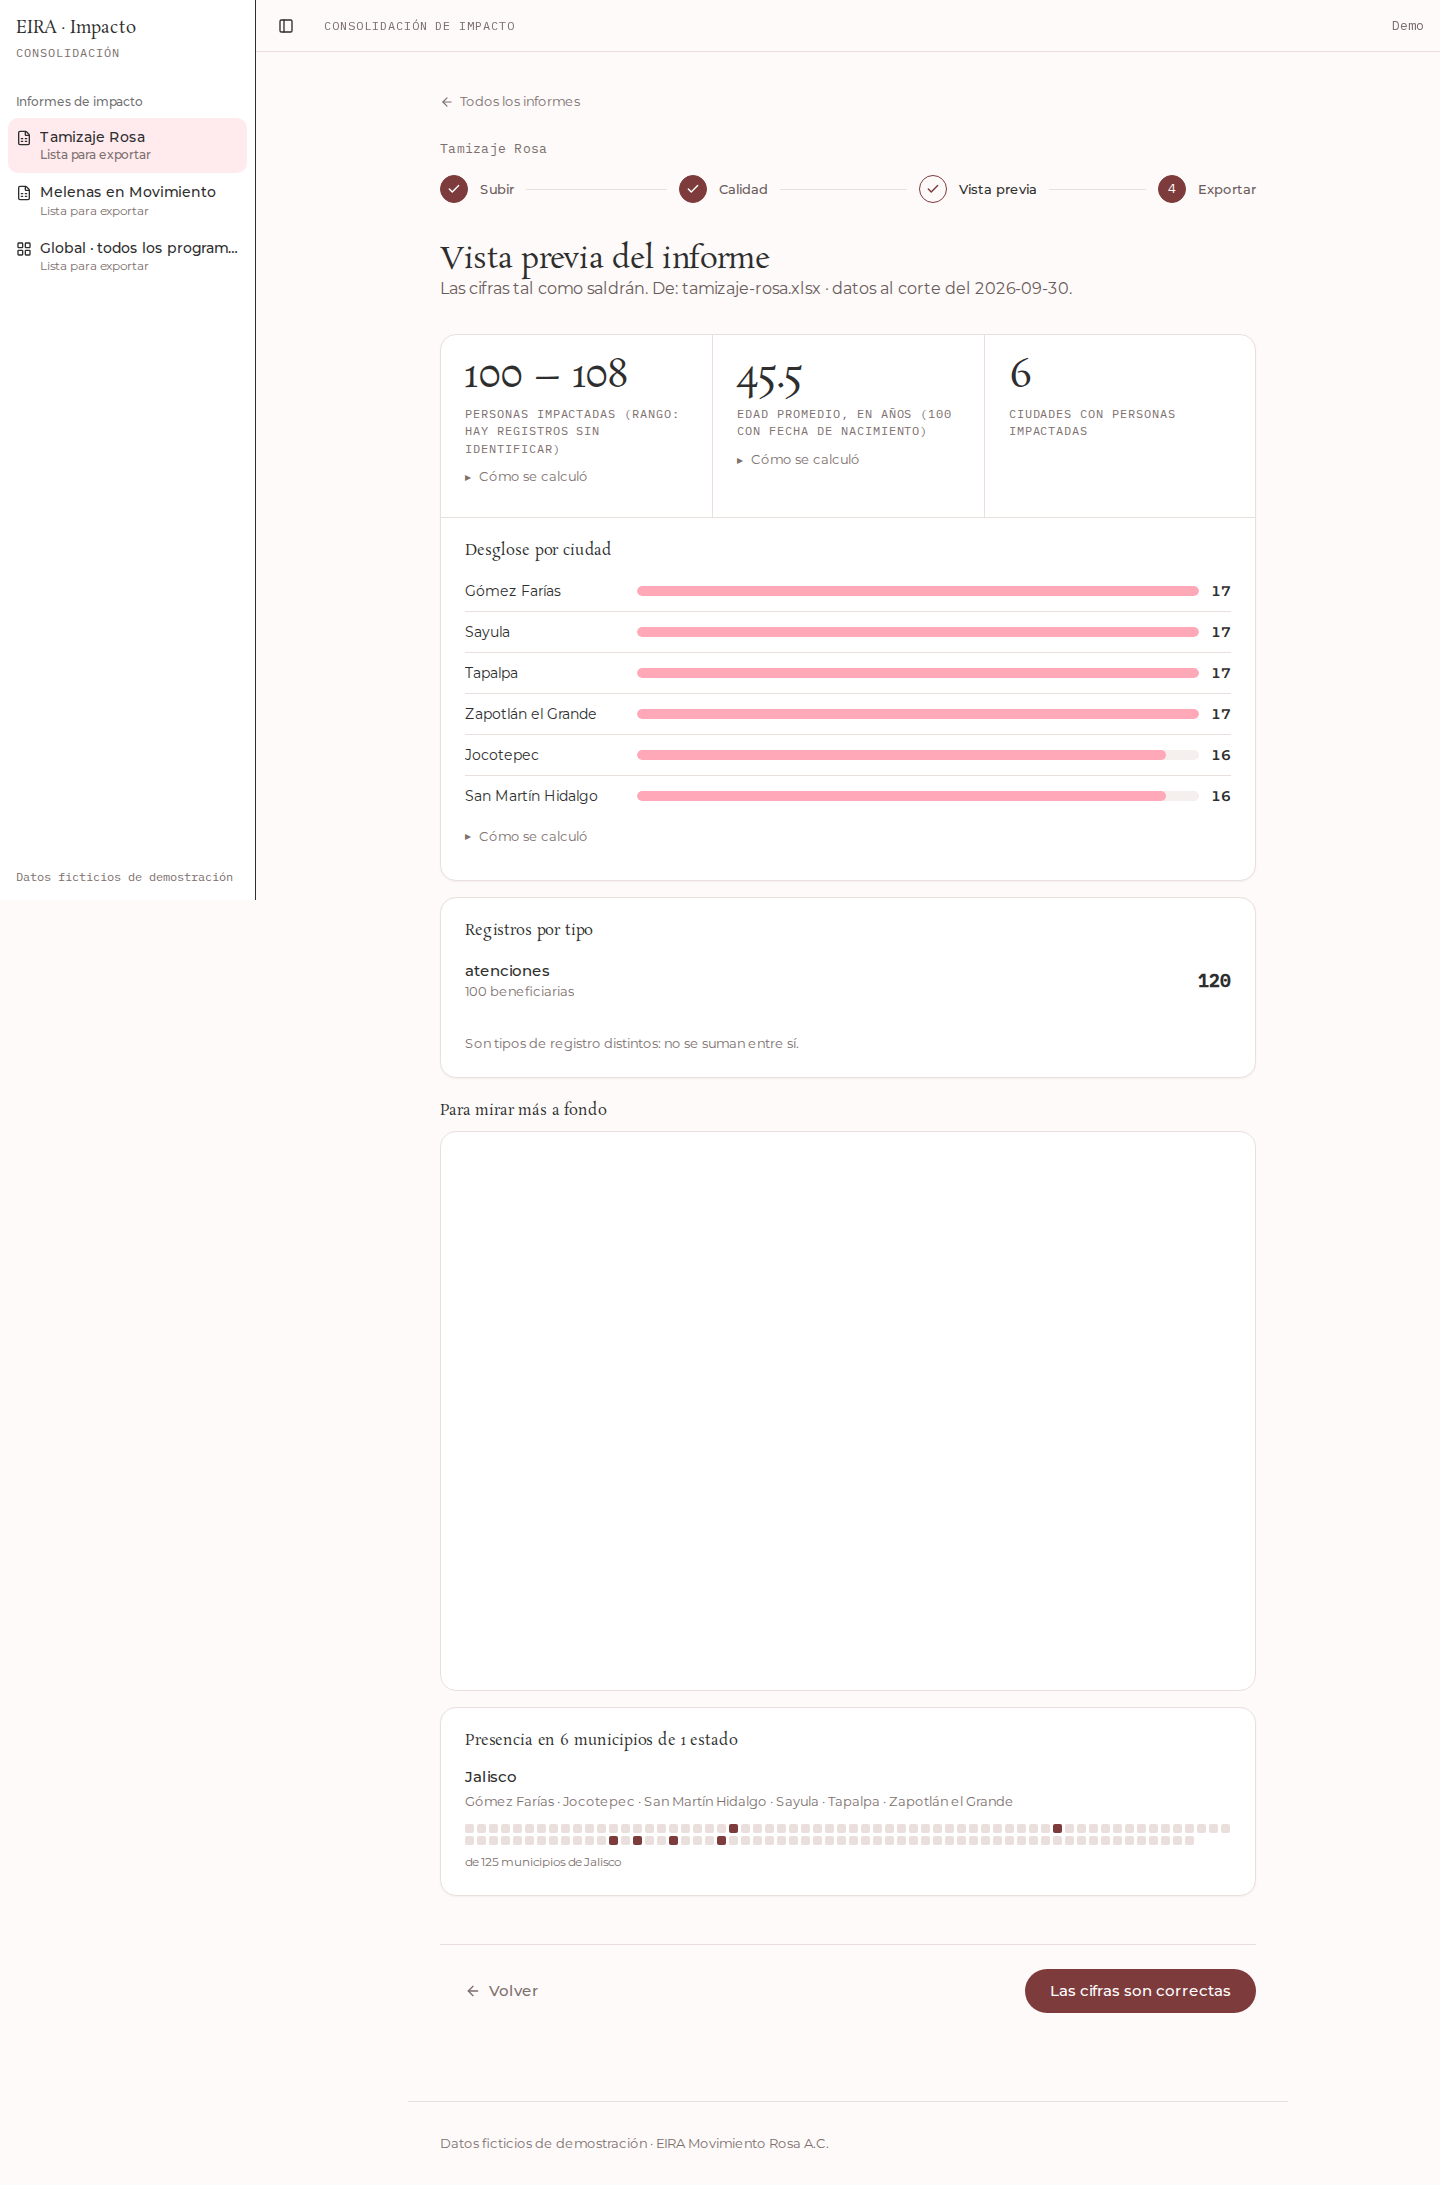 EIRA · Impacto
CONSOLIDACIÓN
Informes de impacto
Tamizaje Rosa
Lista para exportar
Melenas en Movimiento
Lista para exportar
Global · todos los program...
Lista para exportar
Datos ficticios de demostración
CONSOLIDACIÓN DE IMPACTO
Demo
← Todos los informes
Tamizaje Rosa
Subir
Calidad
Vista previa
4 Exportar
Vista previa del informe
Las cifras tal como saldrán. De: tamizaje-rosa.xlsx · datos al corte del 2026-09-30.
100 – 108
PERSONAS IMPACTADAS (RANGO:
HAY REGISTROS SIN
IDENTIFICAR)
▸ Cómo se calculó
45.5
EDAD PROMEDIO, EN AÑOS (100
CON FECHA DE NACIMIENTO)
▸ Cómo se calculó
6
CIUDADES CON PERSONAS
IMPACTADAS
Desglose por ciudad
Gómez Farías 17
Sayula 17
Tapalpa 17
Zapotlán el Grande 17
Jocotepec 16
San Martín Hidalgo 16
▸ Cómo se calculó
Registros por tipo
atenciones
100 beneficiarias
120
Son tipos de registro distintos: no se suman entre sí.
Para mirar más a fondo
Presencia en 6 municipios de 1 estado
Jalisco
Gómez Farías · Jocotepec · San Martín Hidalgo · Sayula · Tapalpa · Zapotlán el Grande
de 125 municipios de Jalisco
← Volver
Las cifras son correctas
Datos ficticios de demostración · EIRA Movimiento Rosa A.C.